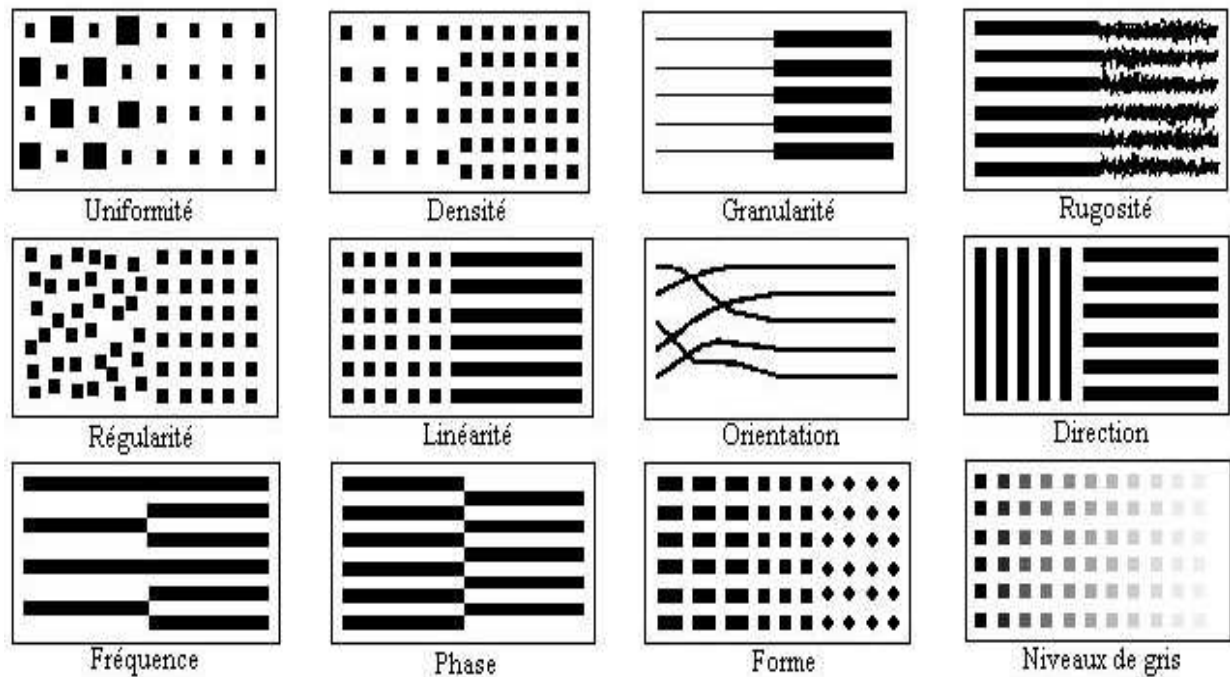 Uniformité
Densité
Granularité
Rugosité
Régularité
Linéarité
Orientation
Direction
Fréquence
Phase
Forme
Niveaux de gris